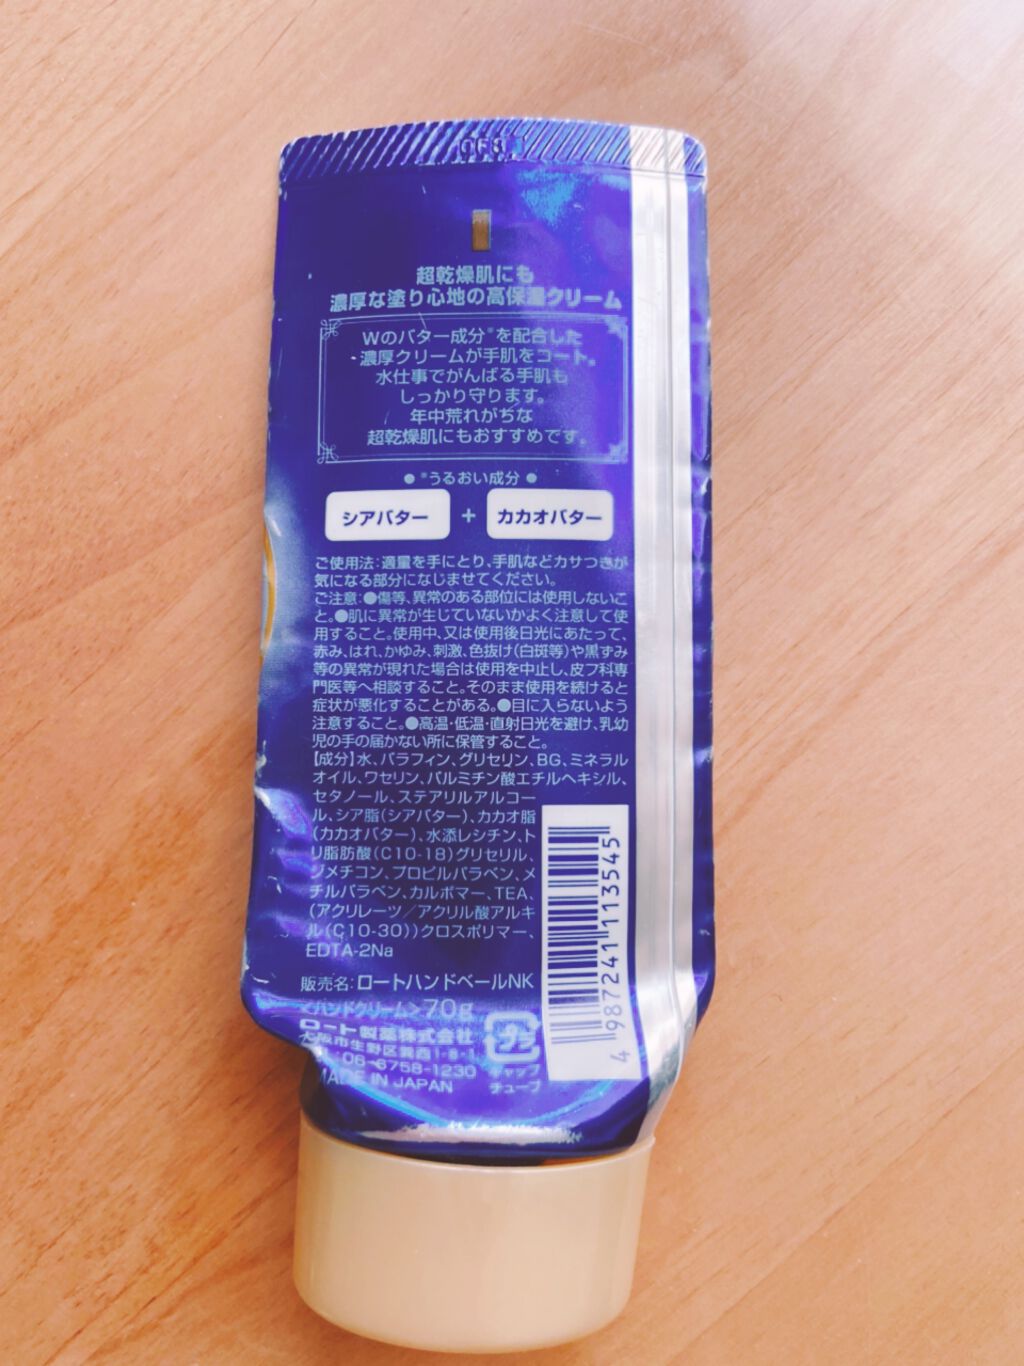 超乾燥肌にも
濃厚な塗り心地の高保湿クリーム
Wのバター成分※を配合した
濃厚クリームが手肌をコート。
水仕事でがんばる手肌も
しっかり守ります。
年中荒れがちな
超乾燥肌にもおすすめです。
● ※うるおい成分 ●
シアバター + カカオバター
ご使用法:適量を手にとり、手肌などカサつきが
気になる部分になじませてください。
ご注意:●傷等、異常のある部位には使用しないこ
と。●肌に異常が生じていないかよく注意して使
用すること。使用中、又は使用後日光にあたって、
赤み、はれ、かゆみ、刺激、色抜け(白斑等)や黒ずみ
等の異常が現れた場合は使用を中止し、皮フ科専
門医等へ相談すること。そのまま使用を続けると
症状が悪化することがある。●目に入らないよう
注意すること。●高温・低温・直射日光を避け、乳幼
児の手の届かない所に保管すること。
【成分】水、パラフィン、グリセリン、BG、ミネラル
オイル、ワセリン、パルミチン酸エチルヘキシル、
セタノール、ステアリルアルコー
ル、シア脂(シアバター)、カカオ脂
(カカオバター)、水添レシチン、ト
リ脂肪酸(C10-18)グリセリル、
ジメチコン、プロピルパラベン、メ
チルパラベン、カルボマー、TEA、
(アクリレーツ/アクリル酸アルキ
ル(C10-30))クロスポリマー、
EDTA-2Na
販売名:ロートハンドベールNK
<ハンドクリーム>70g
ロート製薬株式会社
大阪市生野区巽西1-8-1
:06-6758-1230
MADE IN JAPAN
プラ
キャップ
チューブ
4 987241 113545